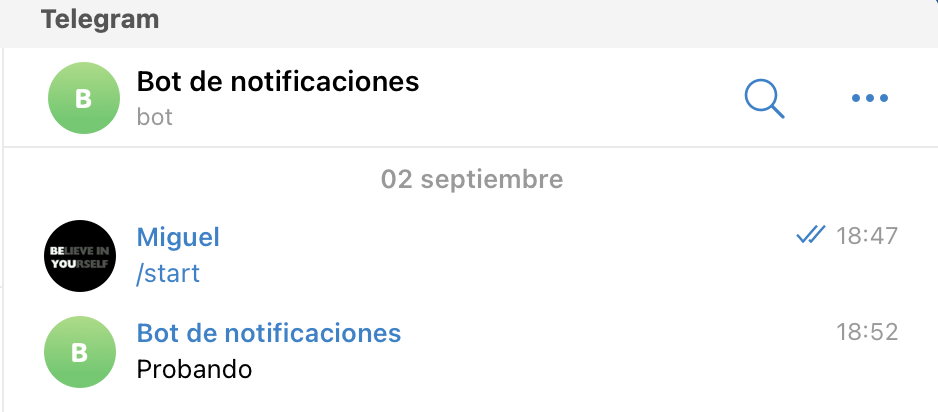 Telegram
B
Bot de notificaciones
bot
02 septiembre
BELIEVE IN
YOURSELF
Miguel
18:47
/start
B
Bot de notificaciones
18:52
Probando